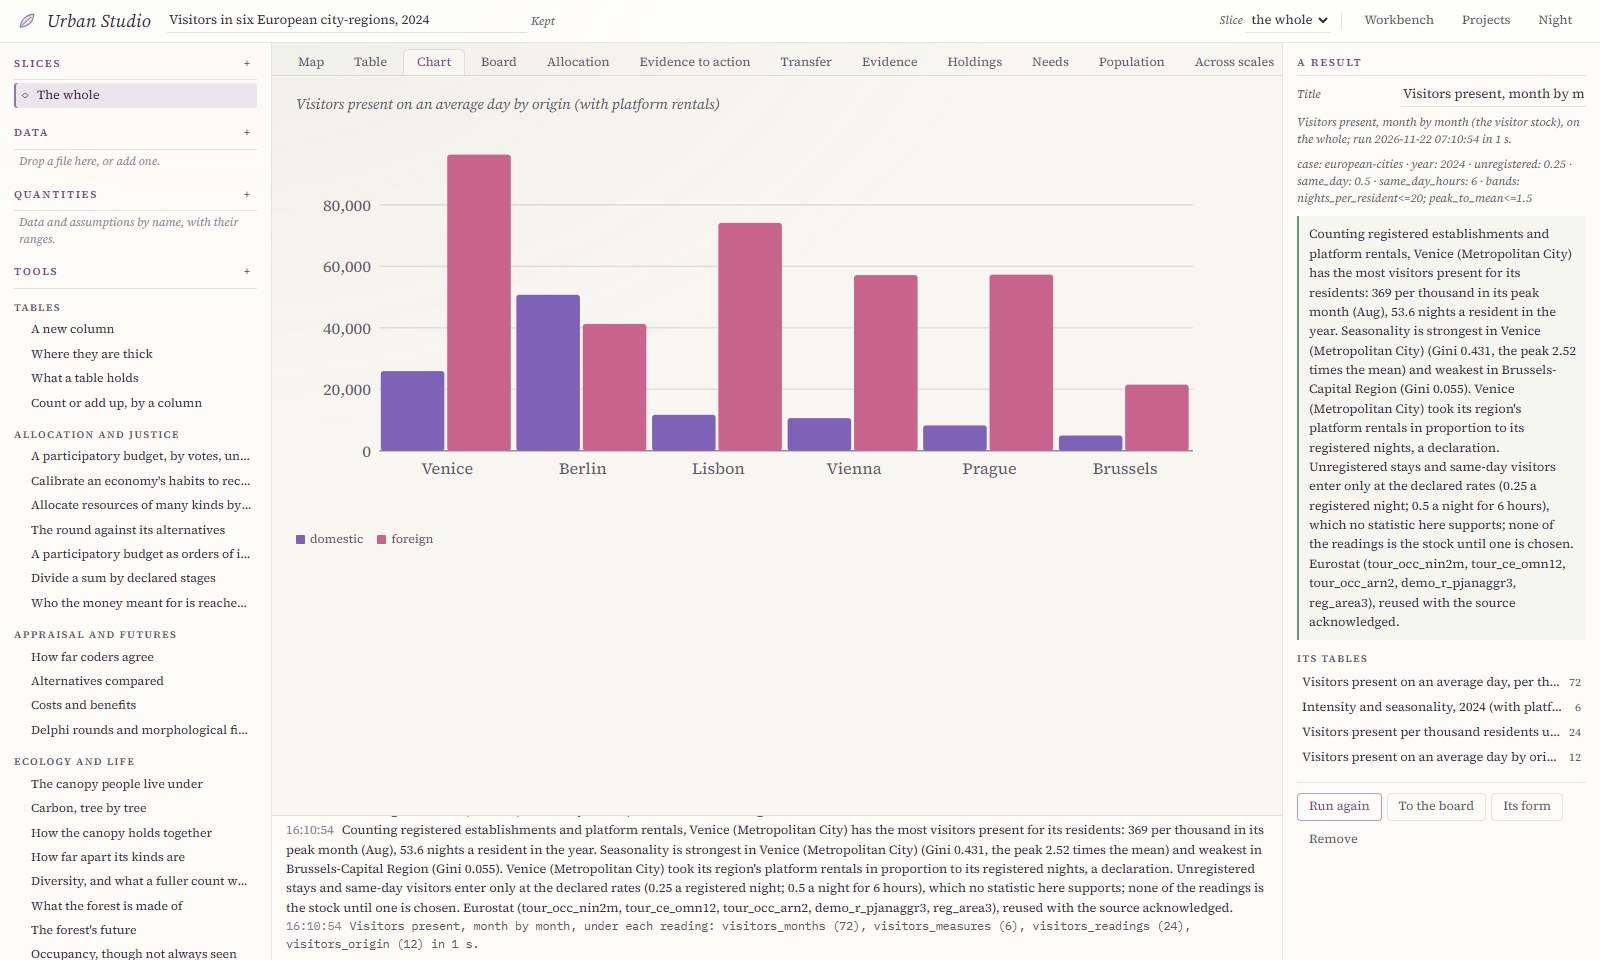 Urban Studio
Visitors in six European city-regions, 2024
Kept
Slice the whole
Workbench
Projects
Night
SLICES +
The whole
DATA +
Drop a file here, or add one.
QUANTITIES +
Data and assumptions by name, with their
ranges.
TOOLS +
TABLES
A new column
Where they are thick
What a table holds
Count or add up, by a column
ALLOCATION AND JUSTICE
A participatory budget, by votes, un...
Calibrate an economy's habits to rec...
Allocate resources of many kinds by...
The round against its alternatives
A participatory budget as orders of i...
Divide a sum by declared stages
Who the money meant for is reache...
APPRAISAL AND FUTURES
How far coders agree
Alternatives compared
Costs and benefits
Delphi rounds and morphological fi...
ECOLOGY AND LIFE
The canopy people live under
Carbon, tree by tree
How the canopy holds together
How far apart its kinds are
Diversity, and what a fuller count w...
What the forest is made of
The forest's future
Occupancy, though not always seen
Map Table Chart Board Allocation Evidence to action Transfer Evidence Holdings Needs Population Across scales
Visitors present on an average day by origin (with platform rentals)
80,000
60,000
40,000
20,000
0
Venice Berlin Lisbon Vienna Prague Brussels
domestic foreign
16:10:54 Counting registered establishments and platform rentals, Venice (Metropolitan City) has the most visitors present for its residents: 369 per thousand in its
peak month (Aug), 53.6 nights a resident in the year. Seasonality is strongest in Venice (Metropolitan City) (Gini 0.431, the peak 2.52 times the mean) and weakest in
Brussels-Capital Region (Gini 0.055). Venice (Metropolitan City) took its region's platform rentals in proportion to its registered nights, a declaration. Unregistered
stays and same-day visitors enter only at the declared rates (0.25 a registered night; 0.5 a night for 6 hours), which no statistic here supports; none of the readings is
the stock until one is chosen. Eurostat (tour_occ_nin2m, tour_ce_omn12, tour_occ_arn2, demo_r_pjanaggr3, reg_area3), reused with the source acknowledged.
16:10:54 Visitors present, month by month, under each reading: visitors_months (72), visitors_measures (6), visitors_readings (24),
visitors_origin (12) in 1 s.
A RESULT
Title Visitors present, month by m
Visitors present, month by month (the visitor stock), on
the whole; run 2026-11-22 07:10:54 in 1 s.
case: european-cities · year: 2024 · unregistered: 0.25 ·
same_day: 0.5 · same_day_hours: 6 · bands:
nights_per_resident<=20; peak_to_mean<=1.5
Counting registered establishments and
platform rentals, Venice (Metropolitan City)
has the most visitors present for its
residents: 369 per thousand in its peak
month (Aug), 53.6 nights a resident in the
year. Seasonality is strongest in Venice
(Metropolitan City) (Gini 0.431, the peak 2.52
times the mean) and weakest in Brussels-
Capital Region (Gini 0.055). Venice
(Metropolitan City) took its region's
platform rentals in proportion to its
registered nights, a declaration.
Unregistered stays and same-day visitors
enter only at the declared rates (0.25 a
registered night; 0.5 a night for 6 hours),
which no statistic here supports; none of
the readings is the stock until one is chosen.
Eurostat (tour_occ_nin2m, tour_ce_omn12,
tour_occ_arn2, demo_r_pjanaggr3,
reg_area3), reused with the source
acknowledged.
ITS TABLES
Visitors present on an average day, per th... 72
Intensity and seasonality, 2024 (with platf... 6
Visitors present per thousand residents u... 24
Visitors present on an average day by ori... 12
Run again
To the board
Its form
Remove